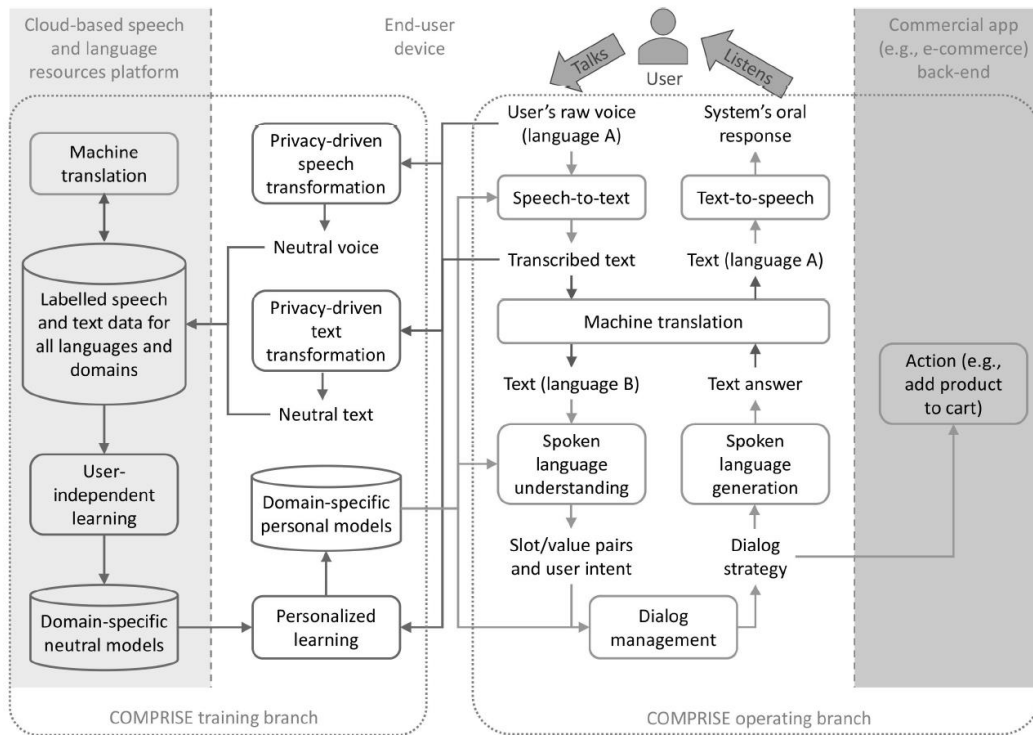 Cloud-based speech
and language
resources platform
End-user
device
Commercial app
(e.g., e-commerce)
back-end
Talks
Listens
User
User's raw voice
(language A)
System's oral
response
Machine
translation
Privacy-driven
speech
transformation
Speech-to-text
Text-to-speech
Neutral voice
Transcribed text
Text (language A)
Labelled speech
and text data for
all languages and
domains
Privacy-driven
text
transformation
Machine translation
Neutral text
Text (language B)
Text answer
Action (e.g.,
add product
to cart)
User-
independent
learning
Domain-specific
personal models
Spoken
language
understanding
Spoken
language
generation
Slot/value pairs
and user intent
Dialog
strategy
Domain-specific
neutral models
Personalized
learning
Dialog
management
COMPRISE training branch
COMPRISE operating branch